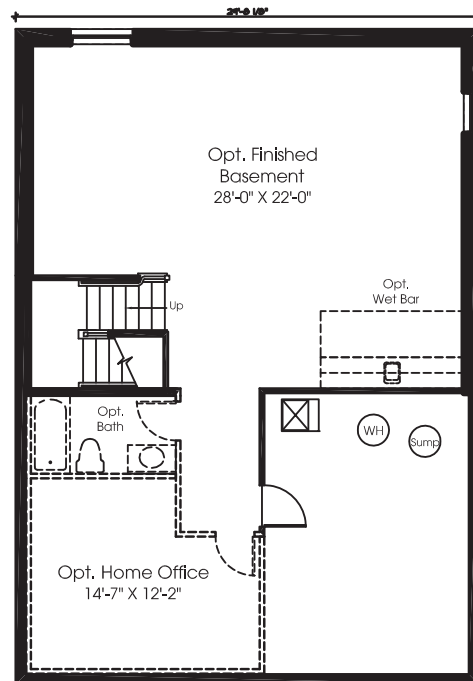 Opt. Finished
Basement
28'-0" X 22'-0"
Up
Opt.
Wet Bar
Opt.
Bath
WH
Sump
Opt. Home Office
14'-7" X 12'-2"